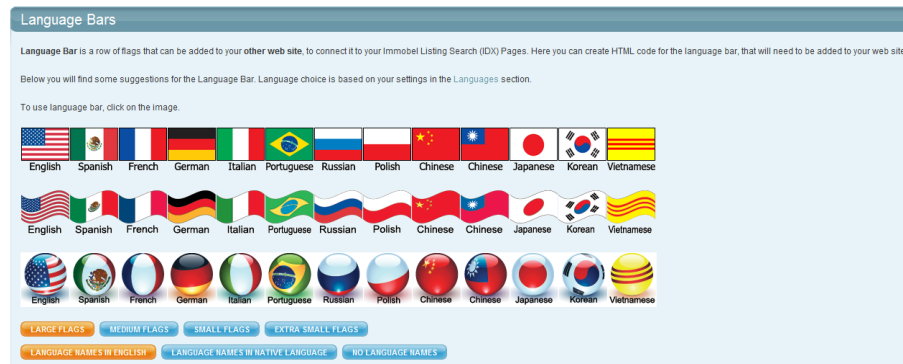 Language Bars
Language Bar is a row of flags that can be added to your other web site, to connect it to your Immobel Listing Search (IDX) Pages. Here you can create HTML code for the language bar, that will need to be added to your web site
Below you will find some suggestions for the Language Bar. Language choice is based on your settings in the Languages section.
To use language bar, click on the image.
English Spanish French German Italian Portuguese Russian Polish Chinese Chinese Japanese Korean Vietnamese
English Spanish French German Italian Portuguese Russian Polish Chinese Chinese Japanese Korean Vietnamese
English Spanish French German Italian Portuguese Russian Polish Chinese Chinese Japanese Korean Vietnamese
LARGE FLAGS MEDIUM FLAGS SMALL FLAGS EXTRA SMALL FLAGS
LANGUAGE NAMES IN ENGLISH LANGUAGE NAMES IN NATIVE LANGUAGE NO LANGUAGE NAMES